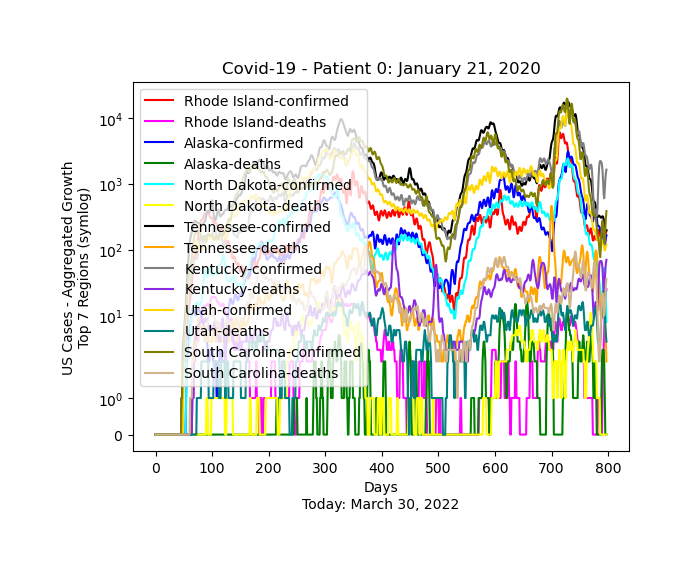 Covid-19 - Patient 0: January 21, 2020
US Cases - Aggregated Growth
Top 7 Regions (symlog)
10^4
10^3
10^2
10^1
10^0
0
Rhode Island-confirmed
Rhode Island-deaths
Alaska-confirmed
Alaska-deaths
North Dakota-confirmed
North Dakota-deaths
Tennessee-confirmed
Tennessee-deaths
Kentucky-confirmed
Kentucky-deaths
Utah-confirmed
Utah-deaths
South Carolina-confirmed
South Carolina-deaths
0 100 200 300 400 500 600 700 800
Days
Today: March 30, 2022